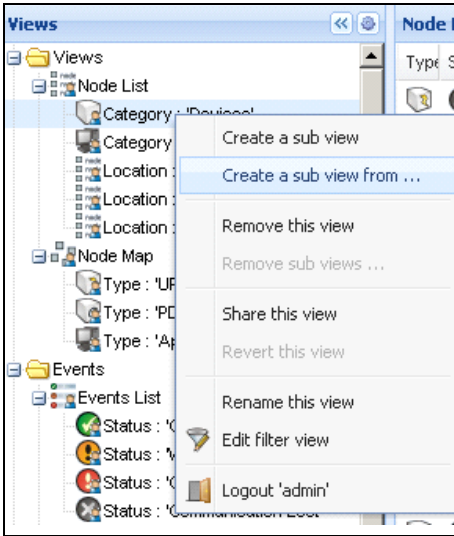 Views
Node
Type S
Views
Node List
Category : 'Devices'
Category
Location :
Location :
Location :
Node Map
Type : 'UP
Type : 'PD
Type : 'Ap
Events
Events List
Status :
Status :
Status :
Status : 'Communication Lost'
Create a sub view
Create a sub view from ...
Remove this view
Remove sub views ...
Share this view
Revert this view
Rename this view
Edit filter view
Logout 'admin'